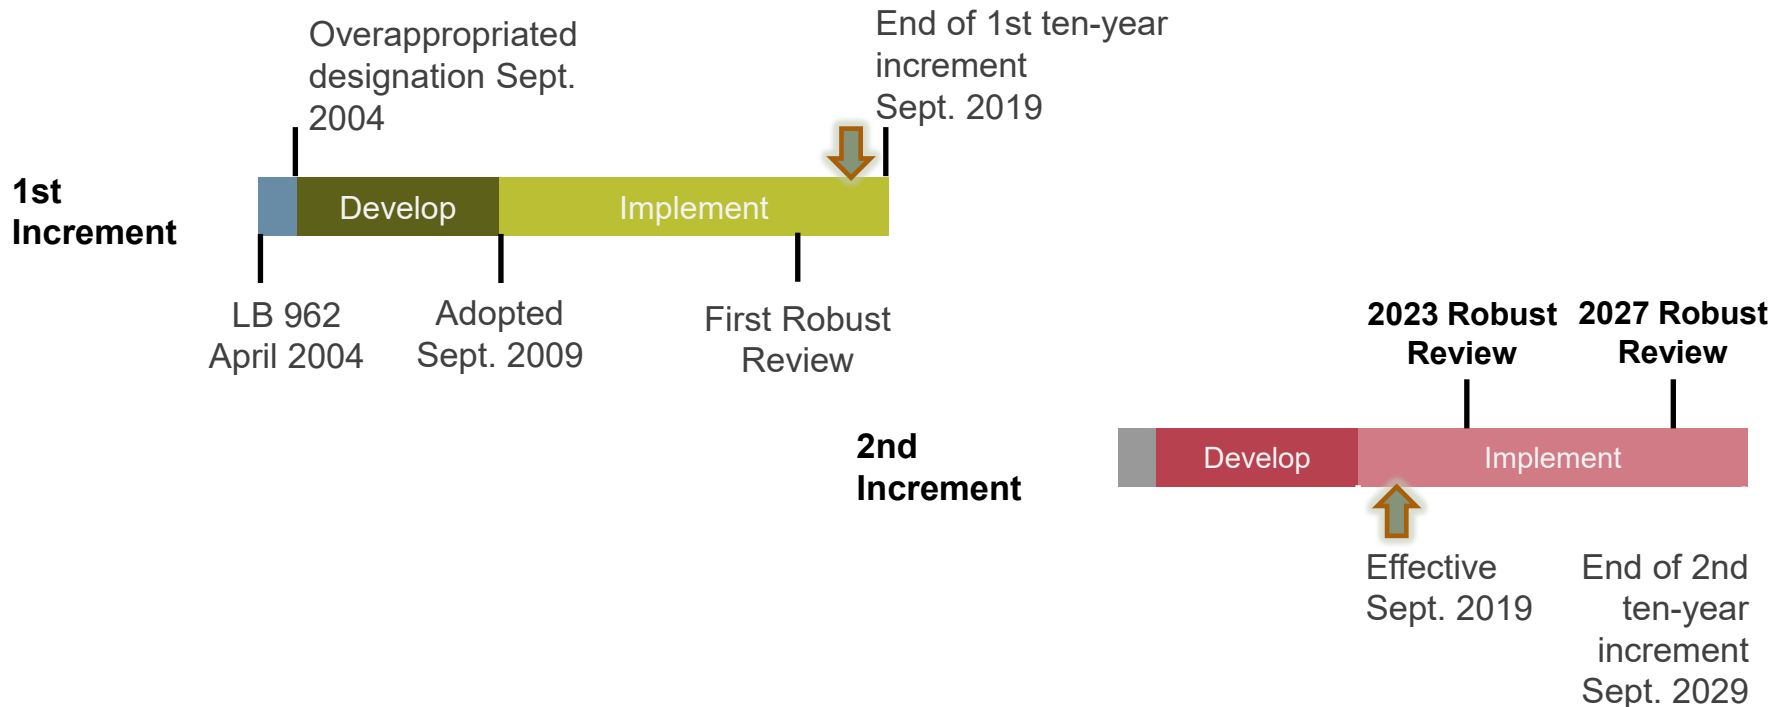 Overappropriated
designation Sept.
2004
End of 1st ten-year
increment
Sept. 2019
1st
Increment
Develop
Implement
LB 962
April 2004
Adopted
Sept. 2009
First Robust
Review
2023 Robust
Review
2027 Robust
Review
2nd
Increment
Develop
Implement
Effective
Sept. 2019
End of 2nd
ten-year
increment
Sept. 2029